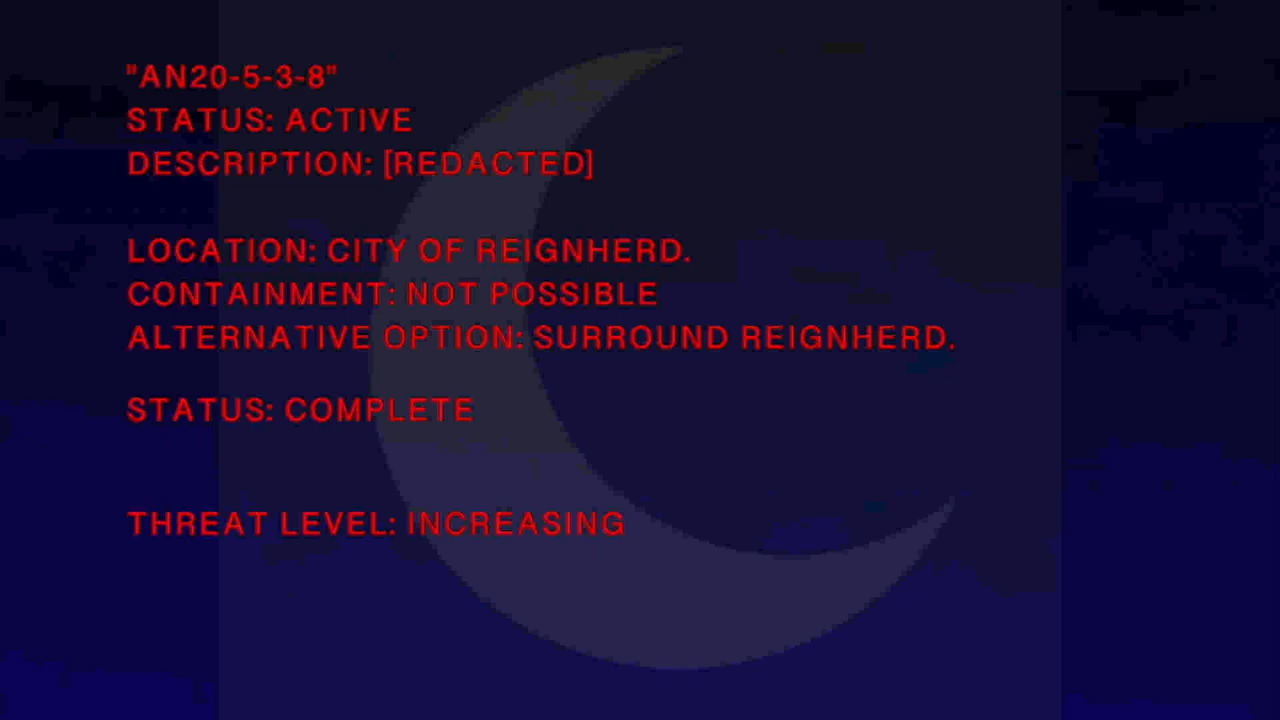 "AN20-5-3-8"
STATUS: ACTIVE
DESCRIPTION: [REDACTED]
LOCATION: CITY OF REIGNHERD.
CONTAINMENT: NOT POSSIBLE
ALTERNATIVE OPTION: SURROUND REIGNHERD.
STATUS: COMPLETE
THREAT LEVEL: INCREASING